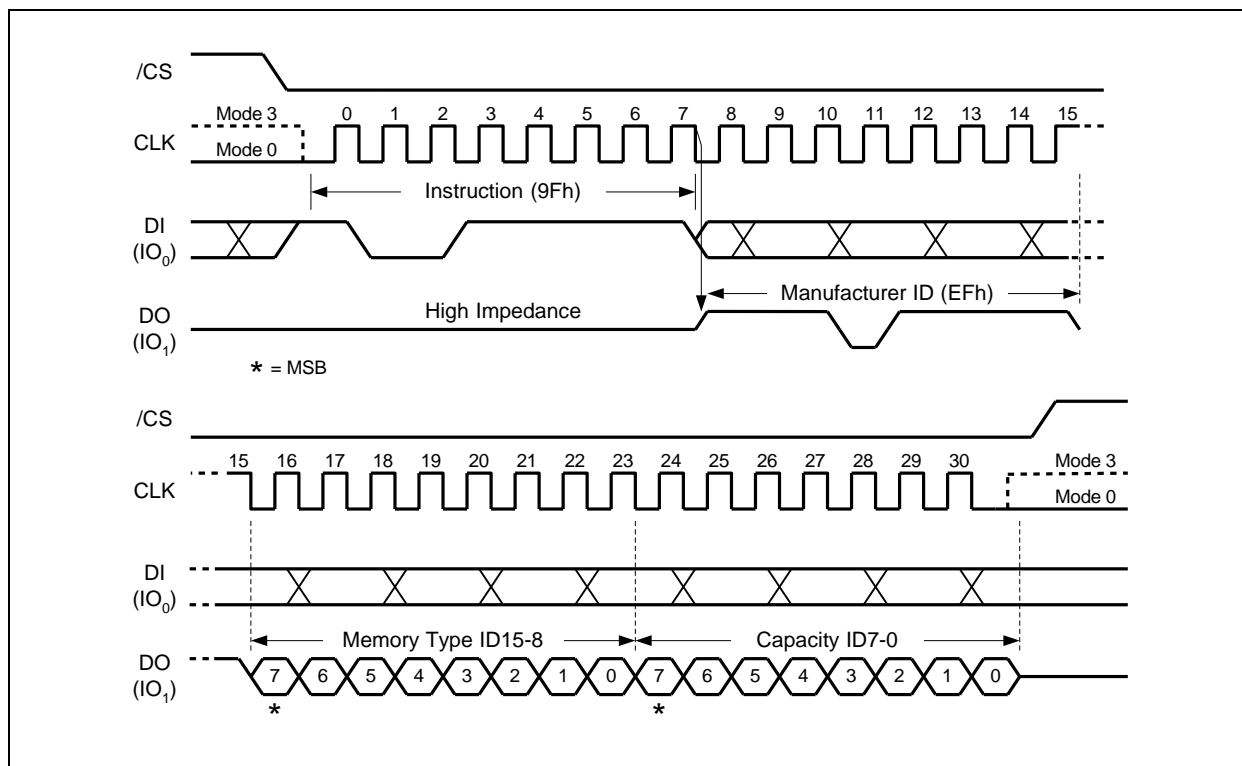 /CS
Mode 3 0 1 2 3 4 5 6 7 8 9 10 11 12 13 14 15
CLK
Mode 0
Instruction (9Fh)
DI
(IO0)
Manufacturer ID (EFh)
High Impedance
DO
(IO1)
* = MSB
/CS
15 16 17 18 19 20 21 22 23 24 25 26 27 28 29 30 Mode 3
CLK
Mode 0
DI
(IO0)
Memory Type ID15-8 Capacity ID7-0
DO
(IO1)
7 6 5 4 3 2 1 0 7 6 5 4 3 2 1 0
* *